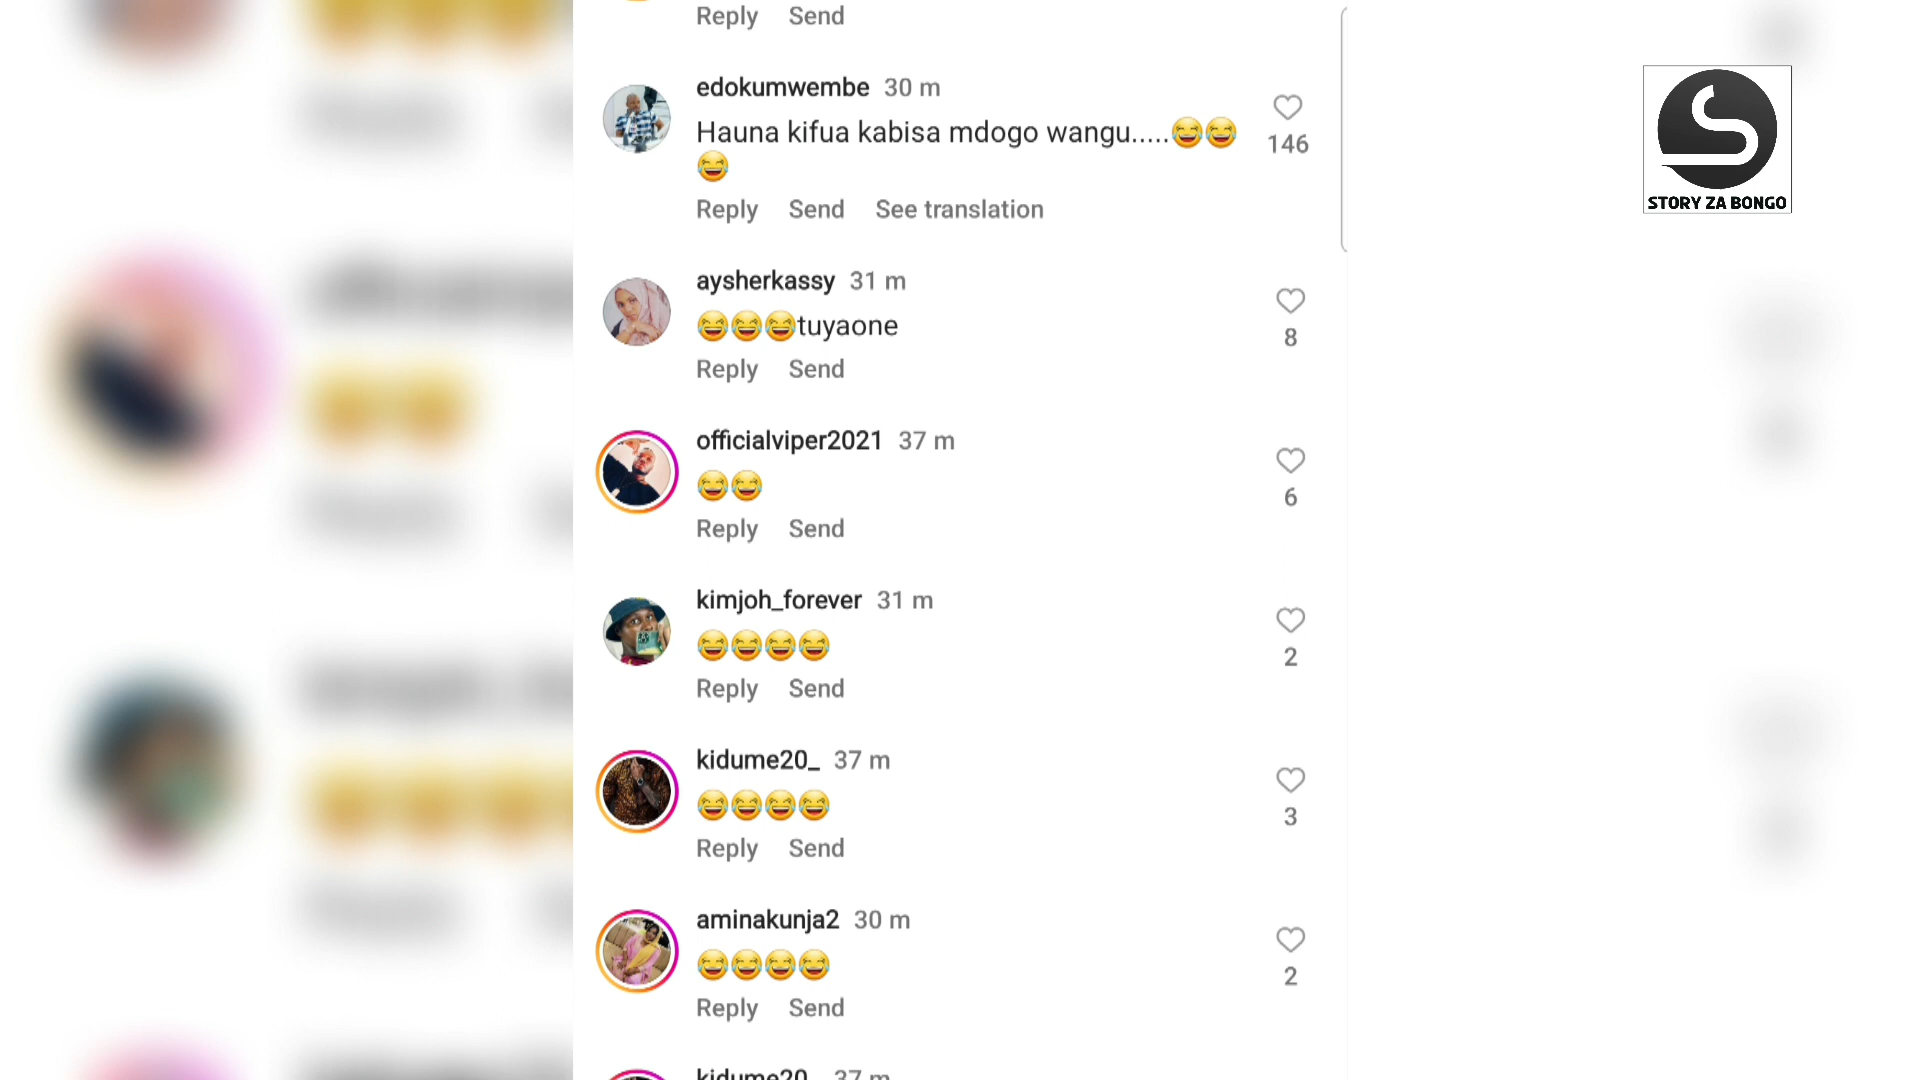 Reply Send
edokumwembe 30 m
Hauna kifua kabisa mdogo wangu.....😂😂
😂
146
Reply Send See translation
STORY ZA BONGO
aysherkassy 31 m
😂😂😂tuyaone
8
Reply Send
officialviper2021 37 m
😂😂
6
Reply Send
kimjoh_forever 31 m
😂😂😂😂
2
Reply Send
kidume20_ 37 m
😂😂😂😂
3
Reply Send
aminakunja2 30 m
😂😂😂😂
2
Reply Send
kidume20_ 37 m